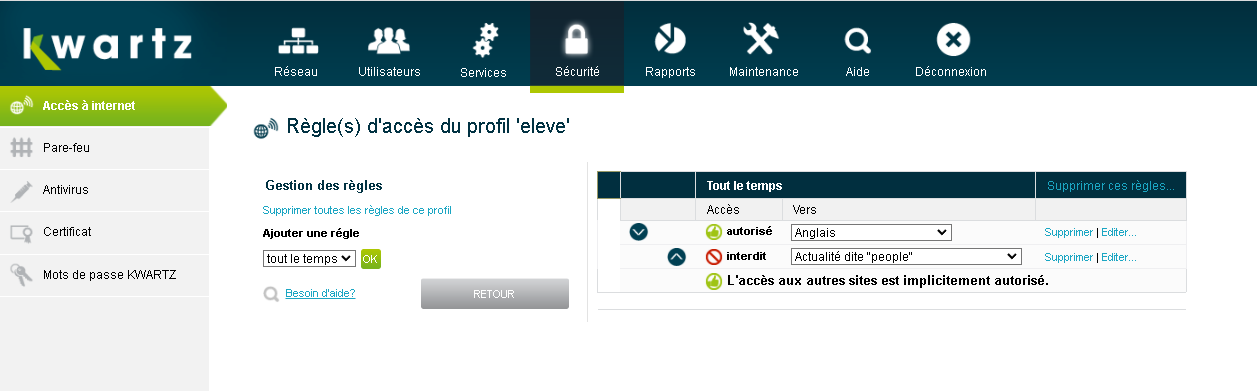 kwartz
Réseau
Utilisateurs
Services
Sécurité
Rapports
Maintenance
Aide
Déconnexion
Accès à internet
Pare-feu
Antivirus
Certificat
Mots de passe KWARTZ
Règle(s) d'accès du profil 'eleve'
Gestion des règles
Supprimer toutes les règles de ce profil
Ajouter une régle
tout le temps OK
Besoin d'aide?
RETOUR
Tout le temps Supprimer ces règles...
Accès Vers
autorisé Anglais Supprimer | Editer...
interdit Actualité dite "people" Supprimer | Editer...
L'accès aux autres sites est implicitement autorisé.